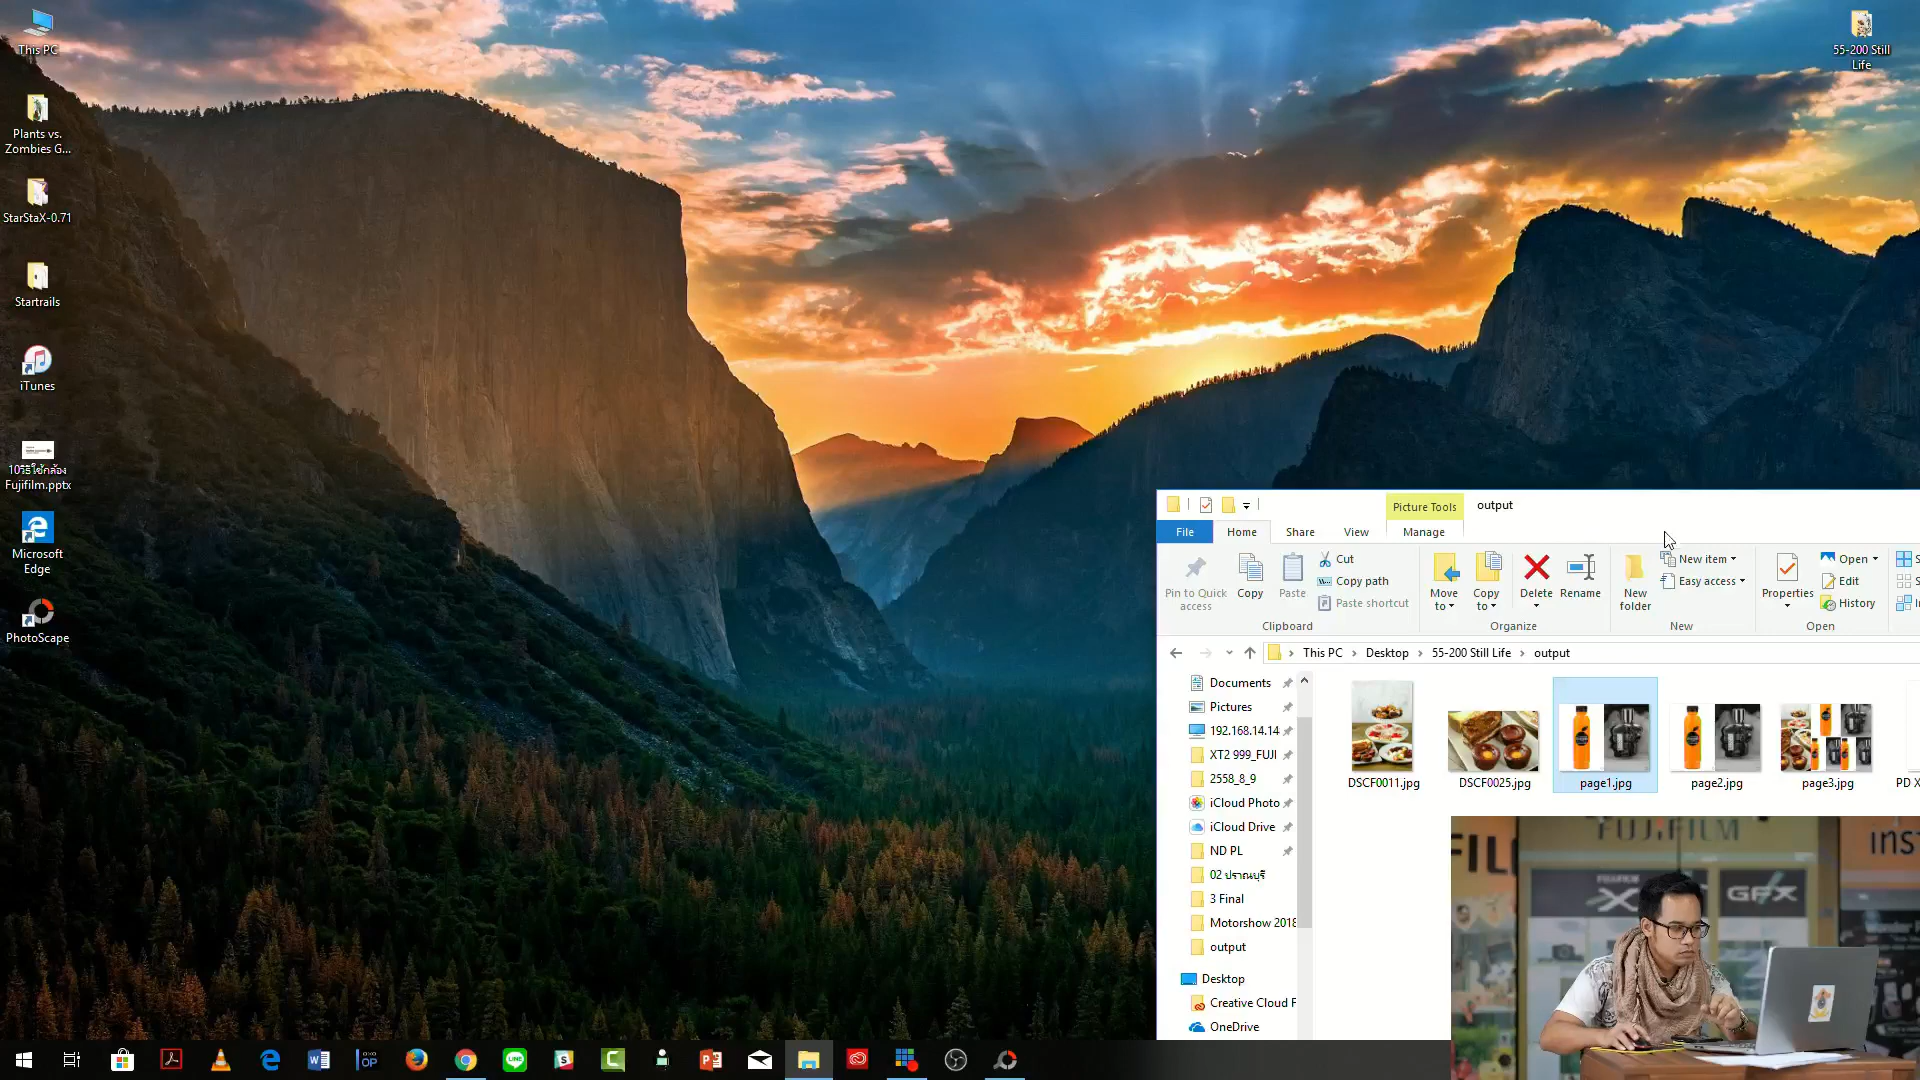 This PC
Plants vs.
Zombies G...
StarStaX-0.71
Startrails
iTunes
10วิธีใช้กล้อง
Fujifilm.pptx
Microsoft
Edge
PhotoScape
55-200 Still
Life
Picture Tools
output
File
Home
Share
View
Manage
Pin to Quick
access
Copy
Paste
Cut
Copy path
Paste shortcut
Clipboard
Move
to
Copy
to
Delete
Rename
Organize
New
folder
New item
Easy access
New
Properties
Open
Edit
History
Open
This PC
Desktop
55-200 Still Life
output
Documents
Pictures
192.168.14.14
XT2 999_FUJI
2558_8_9
iCloud Photo
iCloud Drive
ND PL
02 ปราณบุรี
3 Final
Motorshow 2018
output
Desktop
Creative Cloud F
OneDrive
DSCF0011.jpg
DSCF0025.jpg
page1.jpg
page2.jpg
page3.jpg
PD X
FUJIFILM
X
GFX